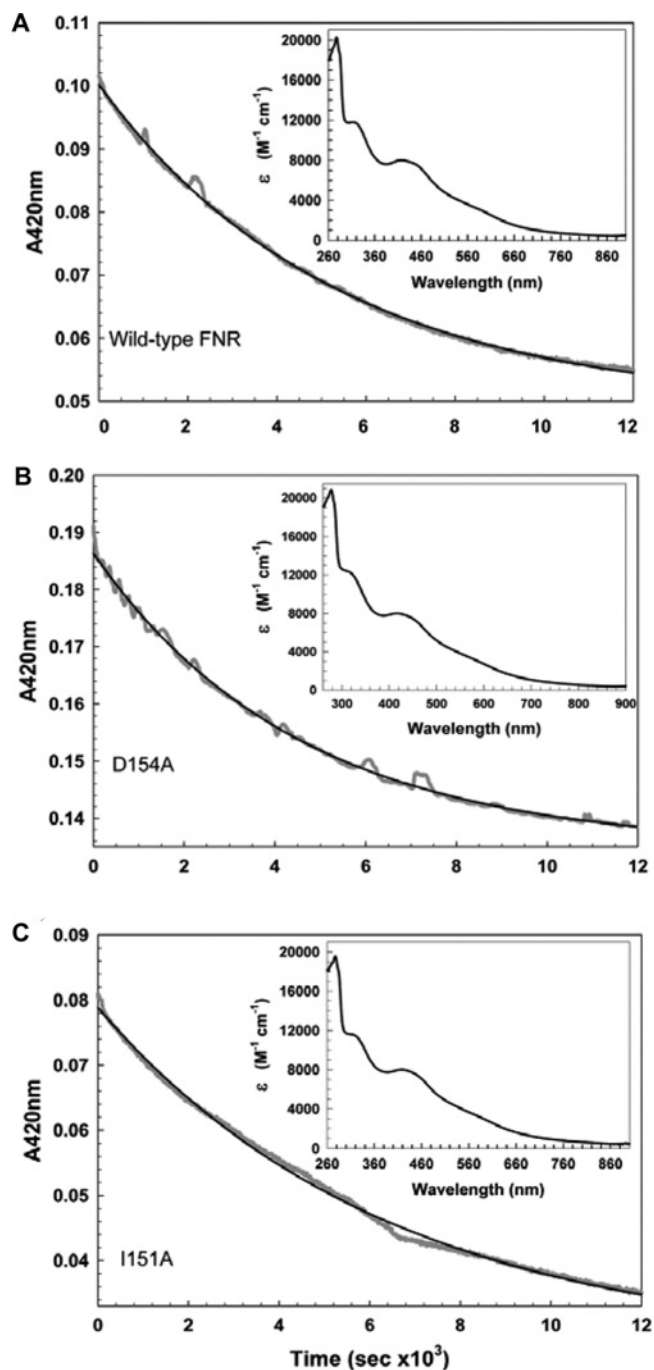 A
0.11
0.10
0.09
0.08
0.07
0.06
0.05
A420nm
Wild-type FNR
0 2 4 6 8 10 12
20000
16000
12000
8000
4000
0
ε (M-1 cm-1)
260 360 460 560 660 760 860
Wavelength (nm)
B
0.20
0.19
0.18
0.17
0.16
0.15
0.14
A420nm
D154A
0 2 4 6 8 10 12
20000
16000
12000
8000
4000
0
ε (M-1 cm-1)
300 400 500 600 700 800 900
Wavelength (nm)
C
0.09
0.08
0.07
0.06
0.05
0.04
A420nm
I151A
0 2 4 6 8 10 12
Time (sec x10³)
20000
16000
12000
8000
4000
0
ε (M-1 cm-1)
260 360 460 560 660 760 860
Wavelength (nm)